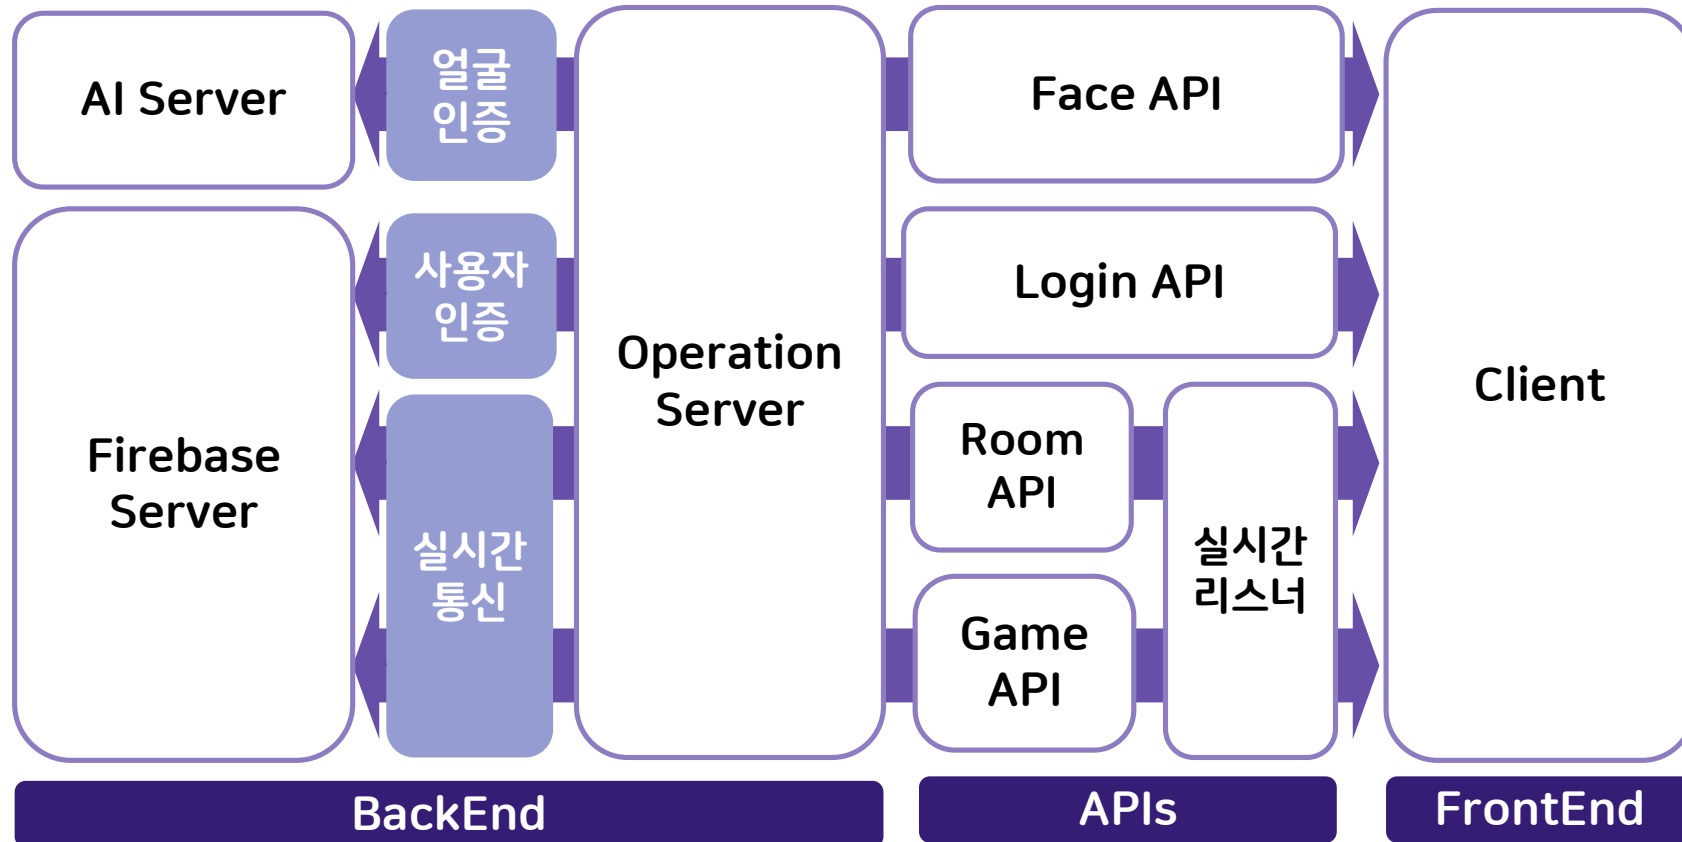 AI Server
얼굴
인증
Face API
사용자
인증
Login API
Operation
Server
Client
Firebase
Server
실시간
통신
Room
API
Game
API
실시간
리스너
BackEnd
APIs
FrontEnd